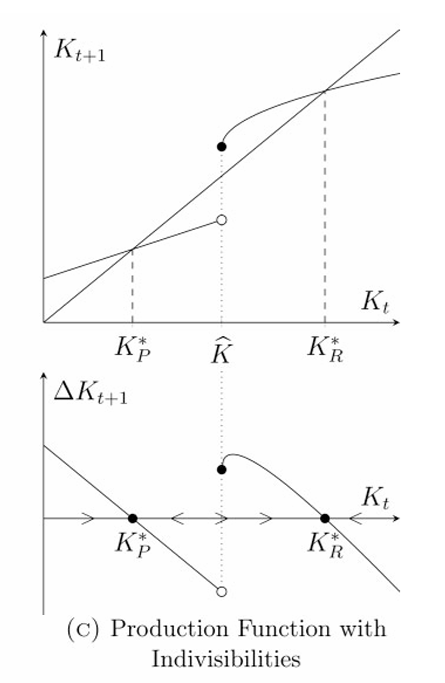 K_{t+1}
K_t
K_P^* \widehat{K} K_R^*
ΔK_{t+1}
K_t
K_P^* K_R^*
(C) Production Function with
Indivisibilities